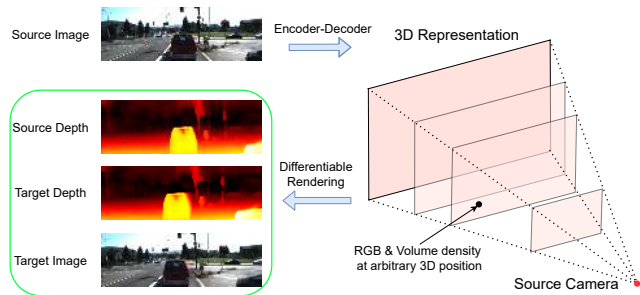 Source Image
Encoder-Decoder
3D Representation
Source Depth
Target Depth
Differentiable
Rendering
Target Image
RGB & Volume density
at arbitrary 3D position
Source Camera